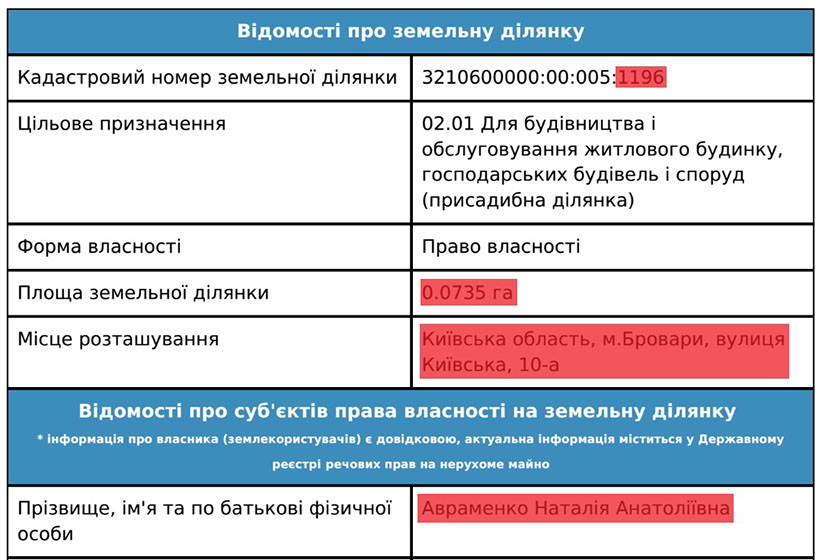 Відомості про земельну ділянку
Кадастровий номер земельної ділянки 3210600000:00:005:1196
Цільове призначення 02.01 Для будівництва і
обслуговування житлового будинку,
господарських будівель і споруд
(присадибна ділянка)
Форма власності Право власності
Площа земельної ділянки 0.0735 га
Місце розташування Київська область, м.Бровари, вулиця
Київська, 10-а
Відомості про суб'єктів права власності на земельну ділянку
* інформація про власника (землекористувачів) є довідковою, актуальна інформація міститься у Державному
реєстрі речових прав на нерухоме майно
Прізвище, ім'я та по батькові фізичної Авраменко Наталія Анатоліївна
особи